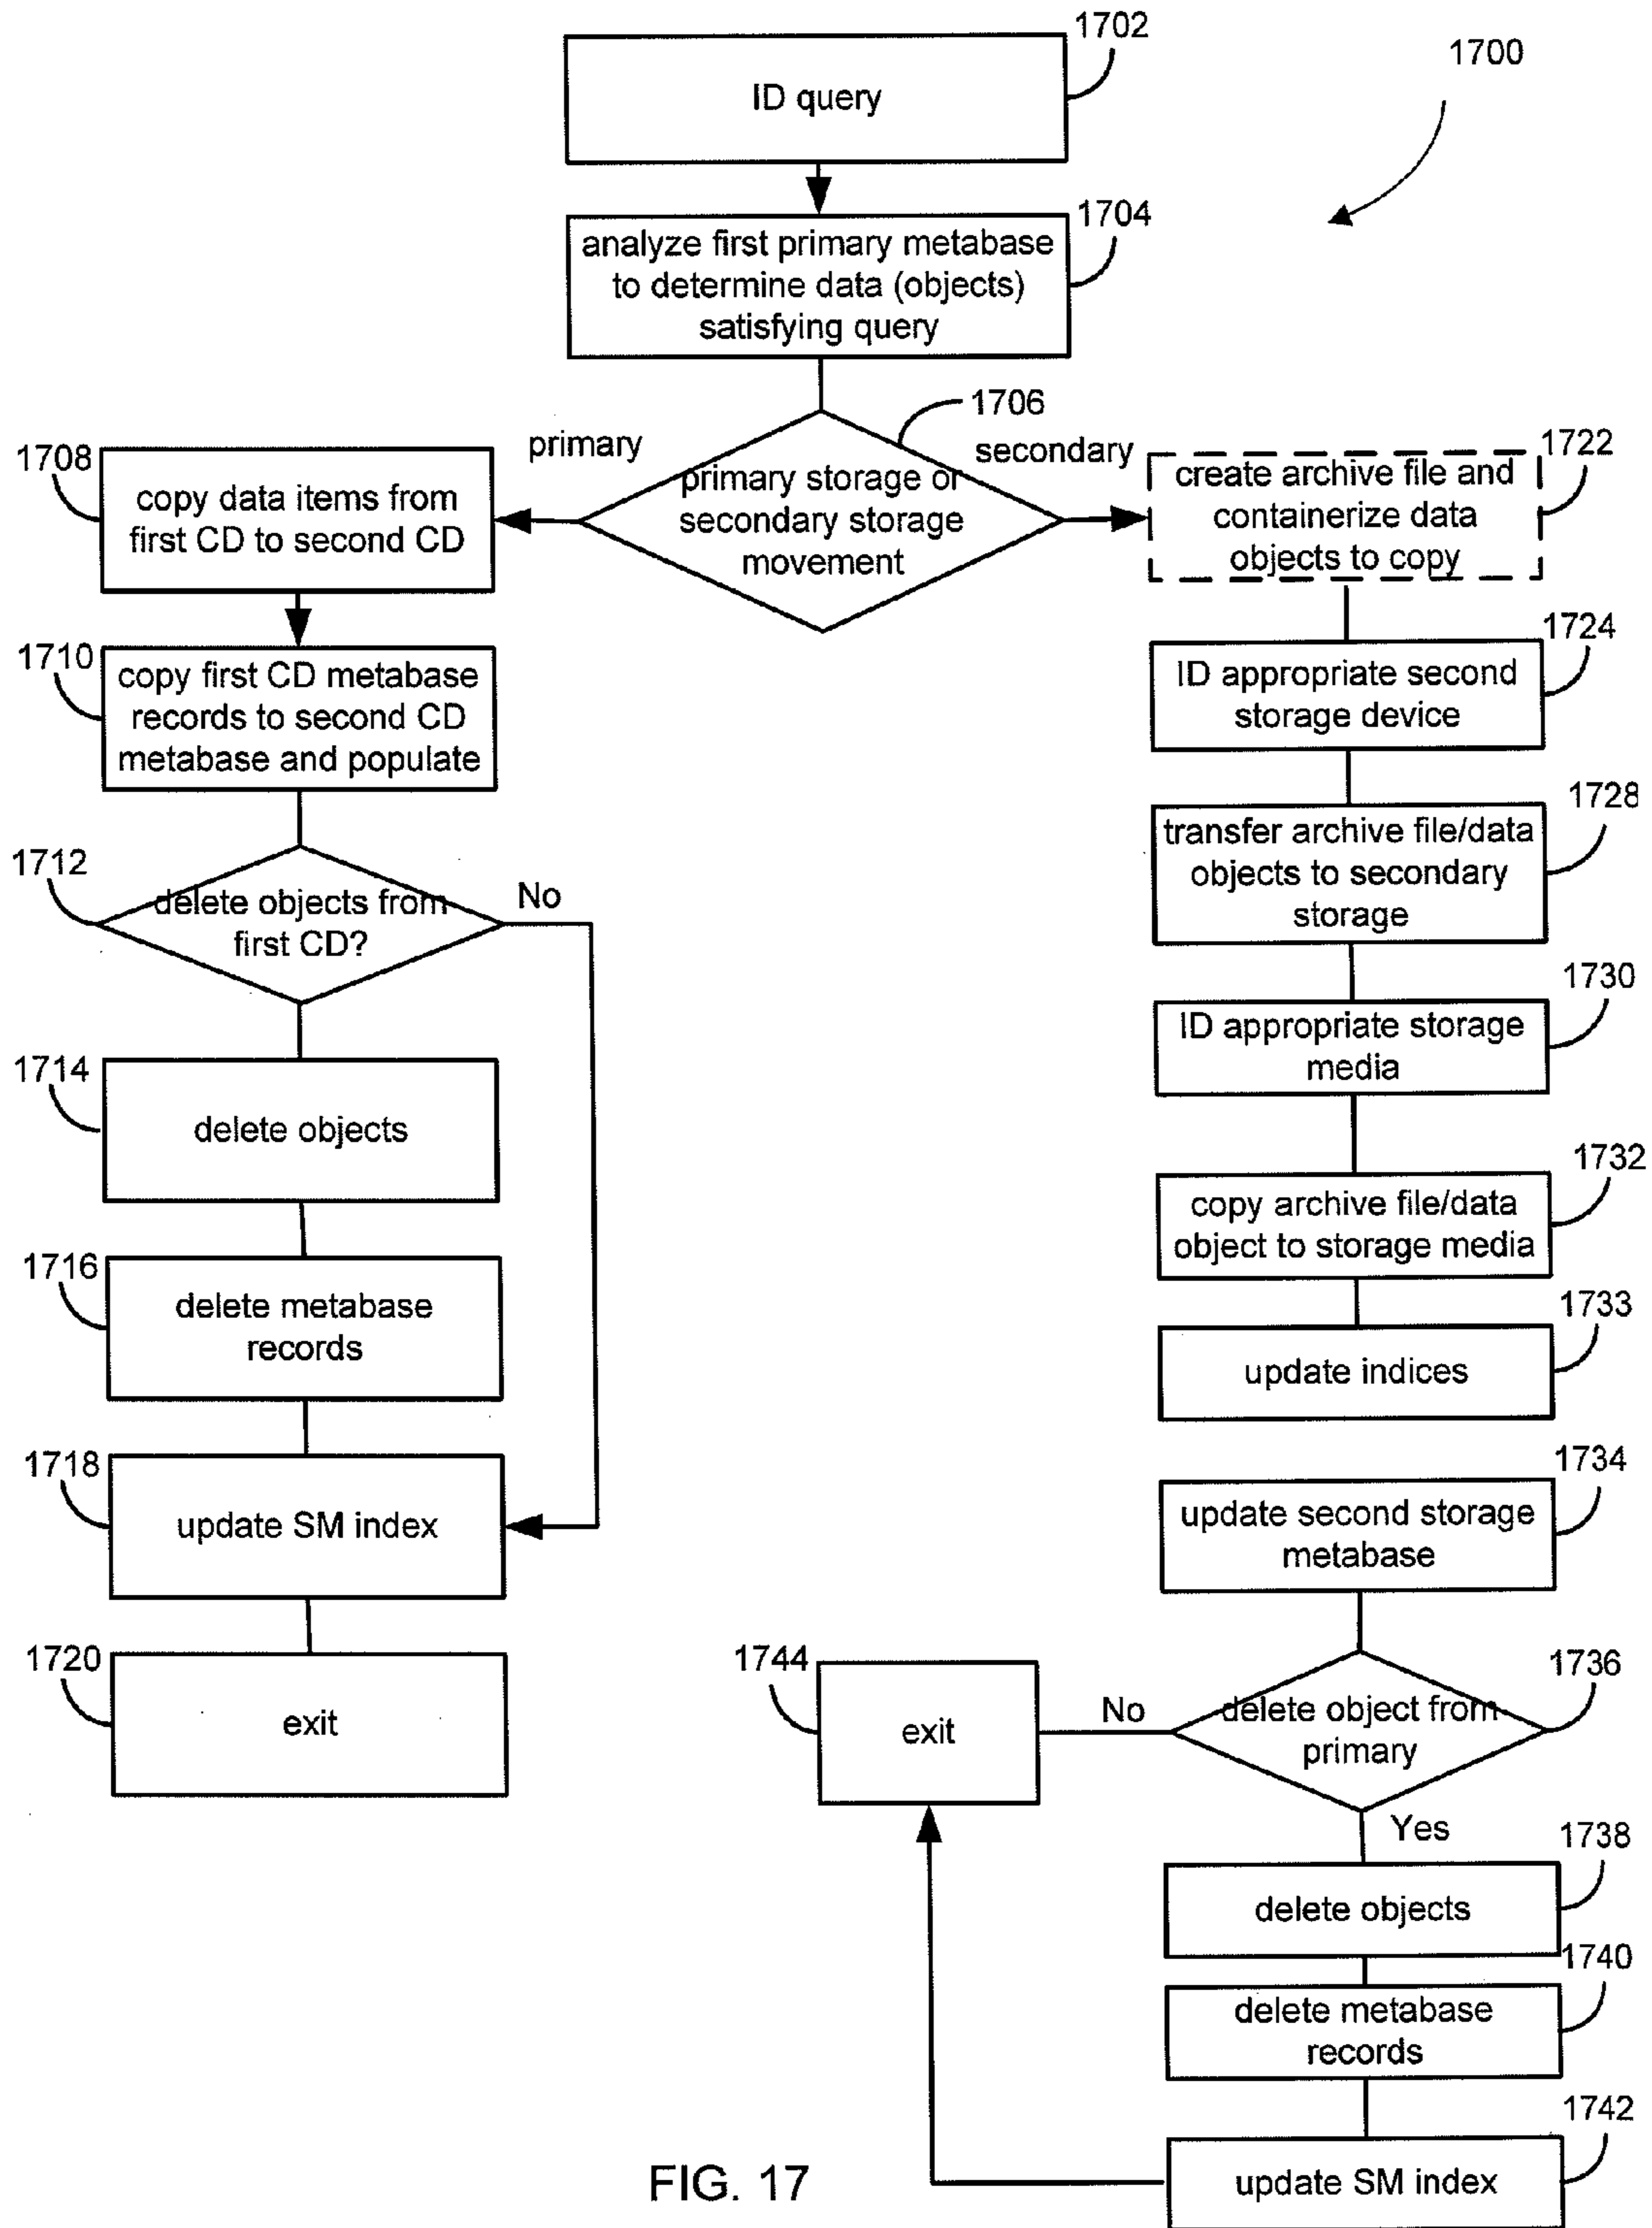 1702
1700
ID query
1704
analyze first primary metabase
to determine data (objects)
satisfying query
1706
primary
secondary
primary storage or
secondary storage
movement
1708
copy data items from
first CD to second CD
1722
create archive file and
containerize data
objects to copy
1710
copy first CD metabase
records to second CD
metabase and populate
1724
ID appropriate second
storage device
1728
transfer archive file/data
objects to secondary
storage
1712
delete objects from
first CD?
No
1730
ID appropriate storage
media
1714
delete objects
1732
copy archive file/data
object to storage media
1716
delete metabase
records
1733
update indices
1718
update SM index
1734
update second storage
metabase
1720
exit
1744
exit
No
1736
delete object from
primary
Yes
1738
delete objects
1740
delete metabase
records
1742
update SM index
FIG. 17